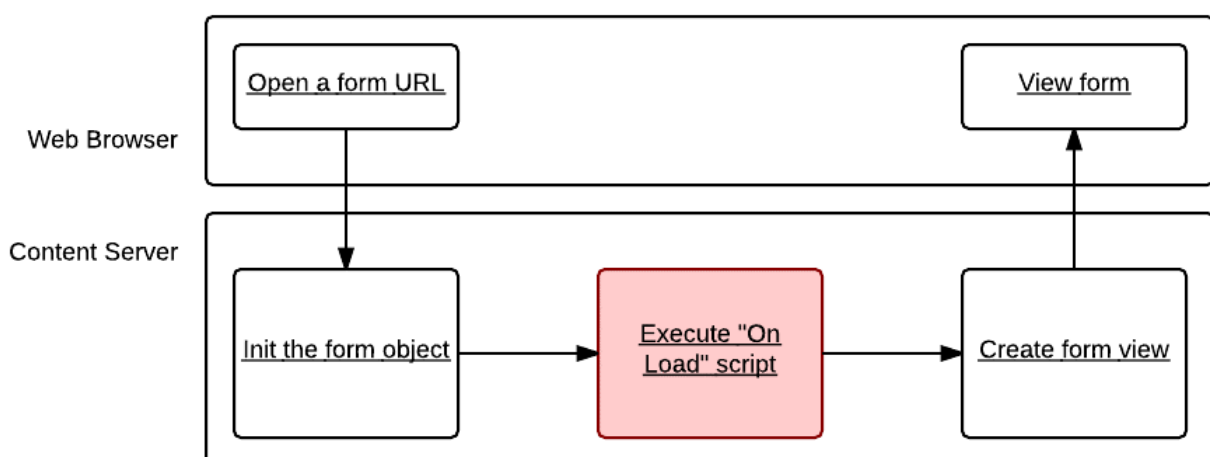 Open a form URL
View form
Web Browser
Content Server
Init the form object
Execute "On
Load" script
Create form view